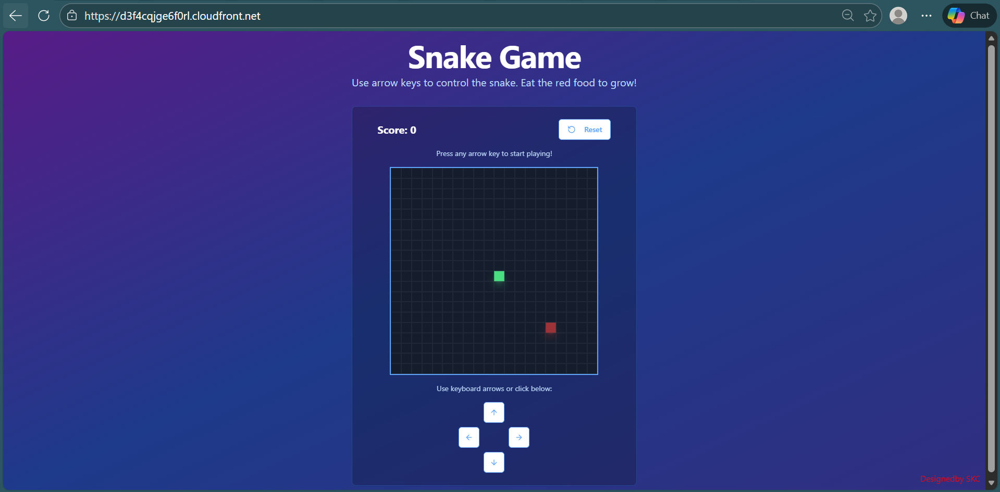 https://d3f4cqjge6f0rl.cloudfront.net
Chat
Snake Game
Use arrow keys to control the snake. Eat the red food to grow!
Score: 0
Reset
Press any arrow key to start playing!
Use keyboard arrows or click below:
Designedby SKC